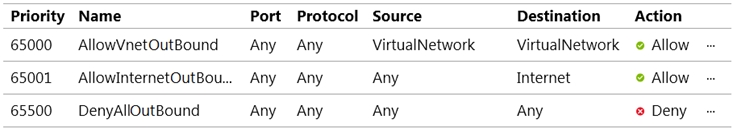 Priority Name Port Protocol Source Destination Action
65000 AllowVnetOutBound Any Any VirtualNetwork VirtualNetwork Allow ...
65001 AllowInternetOutBou... Any Any Any Internet Allow ...
65500 DenyAllOutBound Any Any Any Any Deny ...